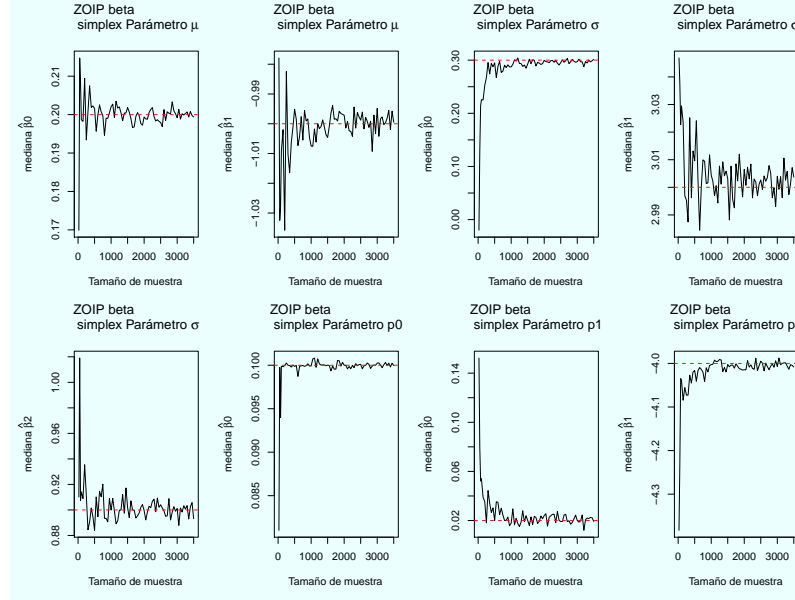 ZOIP beta
simplex Parámetro μ
0.17 0.18 0.19 0.20 0.21
mediana β̂0
0 1000 2000 3000
Tamaño de muestra
ZOIP beta
simplex Parámetro μ
−1.03 −1.01 −0.99
mediana β̂1
0 1000 2000 3000
Tamaño de muestra
ZOIP beta
simplex Parámetro σ
0.00 0.10 0.20 0.30
mediana β̂0
0 1000 2000 3000
Tamaño de muestra
ZOIP beta
simplex Parámetro
2.99 3.01 3.03
mediana β̂1
0 1000 2000 3000
Tamaño de muestra
ZOIP beta
simplex Parámetro σ
0.88 0.92 0.96 1.00
mediana β̂2
0 1000 2000 3000
Tamaño de muestra
ZOIP beta
simplex Parámetro p0
0.085 0.090 0.095 0.100
mediana β̂0
0 1000 2000 3000
Tamaño de muestra
ZOIP beta
simplex Parámetro p1
0.02 0.06 0.10 0.14
mediana β̂0
0 1000 2000 3000
Tamaño de muestra
ZOIP beta
simplex Parámetro p
−4.3 −4.2 −4.1 −4.0
mediana β̂1
0 1000 2000 3000
Tamaño de muestra